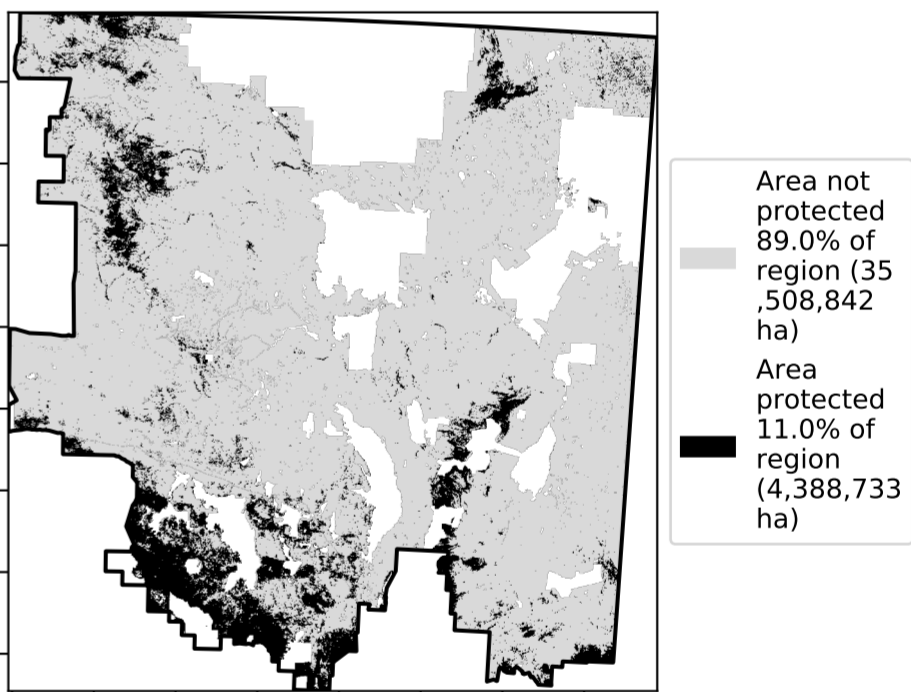 Area not
protected
89.0% of
region (35
,508,842
ha)
Area
protected
11.0% of
region
(4,388,733
ha)